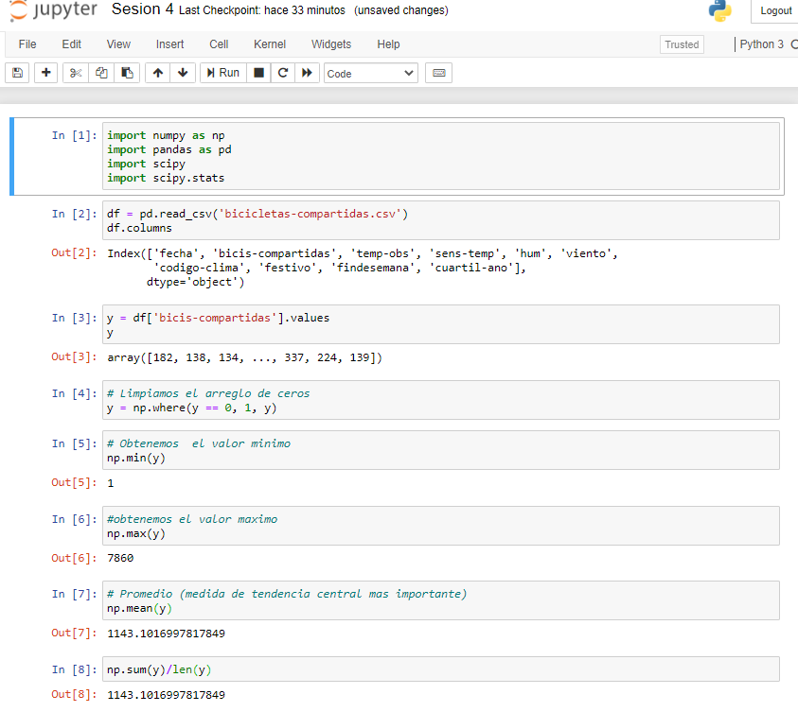 jupyter Sesion 4 Last Checkpoint: hace 33 minutos (unsaved changes)
Logout
File Edit View Insert Cell Kernel Widgets Help
Trusted
Python 3
Run
Code
In [1]: import numpy as np
import pandas as pd
import scipy
import scipy.stats
In [2]: df = pd.read_csv('bicicletas-compartidas.csv')
df.columns
Out[2]: Index(['fecha', 'bicis-compartidas', 'temp-obs', 'sens-temp', 'hum', 'viento',
'codigo-clima', 'festivo', 'findesemana', 'cuartil-ano'],
dtype='object')
In [3]: y = df['bicis-compartidas'].values
y
Out[3]: array([182, 138, 134, ..., 337, 224, 139])
In [4]: # Limpiamos el arreglo de ceros
y = np.where(y == 0, 1, y)
In [5]: # Obtenemos el valor minimo
np.min(y)
Out[5]: 1
In [6]: #obtenemos el valor maximo
np.max(y)
Out[6]: 7860
In [7]: # Promedio (medida de tendencia central mas importante)
np.mean(y)
Out[7]: 1143.1016997817849
In [8]: np.sum(y)/len(y)
Out[8]: 1143.1016997817849